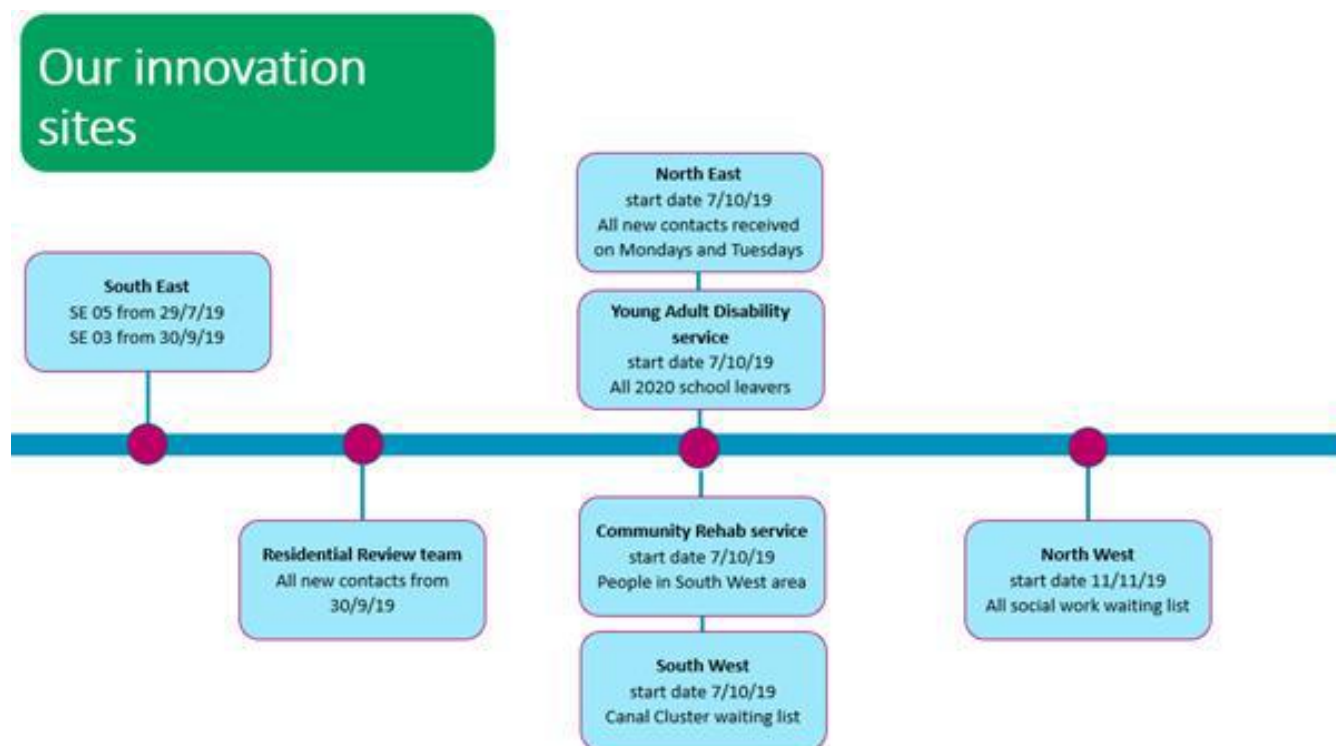 Our innovation
sites
North East
start date 7/10/19
All new contacts received
on Mondays and Tuesdays
South East
SE 05 from 29/7/19
SE 03 from 30/9/19
Young Adult Disability
service
start date 7/10/19
All 2020 school leavers
Residential Review team
All new contacts from
30/9/19
Community Rehab service
start date 7/10/19
People in South West area
North West
start date 11/11/19
All social work waiting list
South West
start date 7/10/19
Canal Cluster waiting list